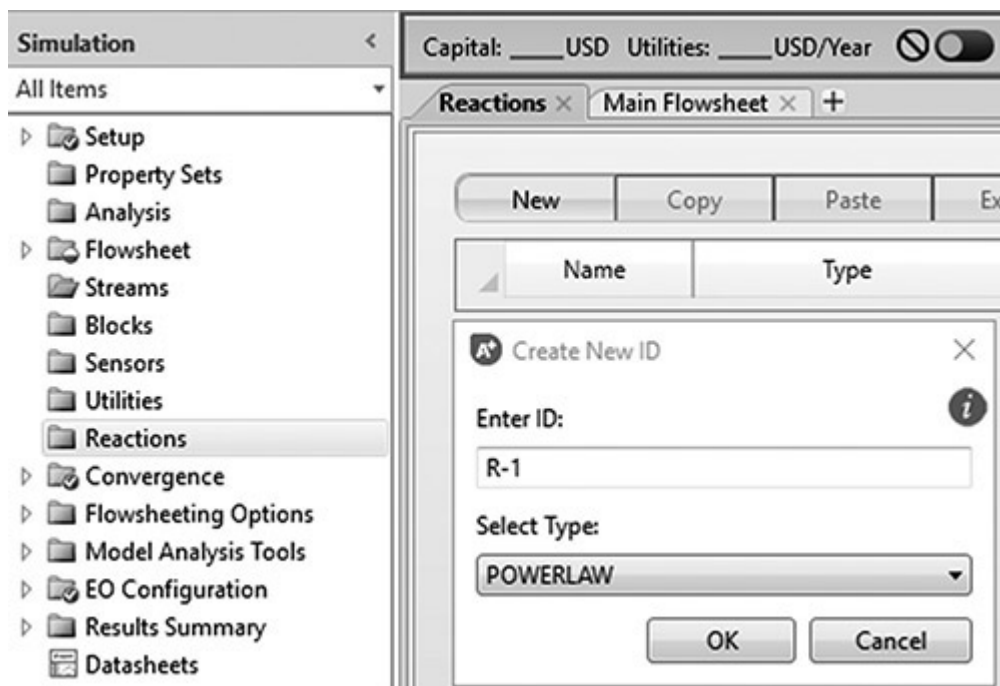 Simulation
All Items
Setup
Property Sets
Analysis
Flowsheet
Streams
Blocks
Sensors
Utilities
Reactions
Convergence
Flowsheeting Options
Model Analysis Tools
EO Configuration
Results Summary
Datasheets
Capital: ____USD Utilities: ____USD/Year
Reactions × Main Flowsheet × +
New Copy Paste Ex
Name Type
A+ Create New ID ×
i
Enter ID:
R-1
Select Type:
POWERLAW
OK Cancel